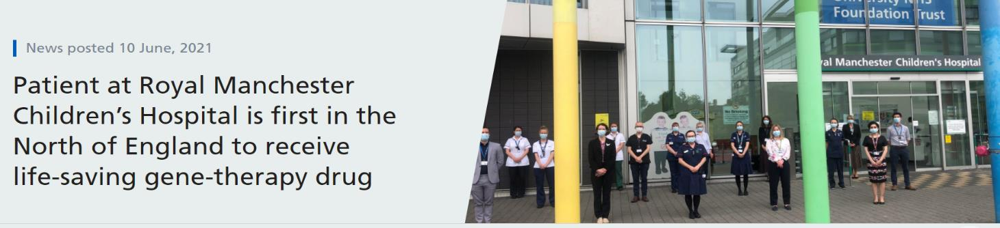 News posted 10 June, 2021
Patient at Royal Manchester
Children’s Hospital is first in the
North of England to receive
life-saving gene-therapy drug
University NHS
Foundation Trust
Manchester Children's Hospital
No Smoking